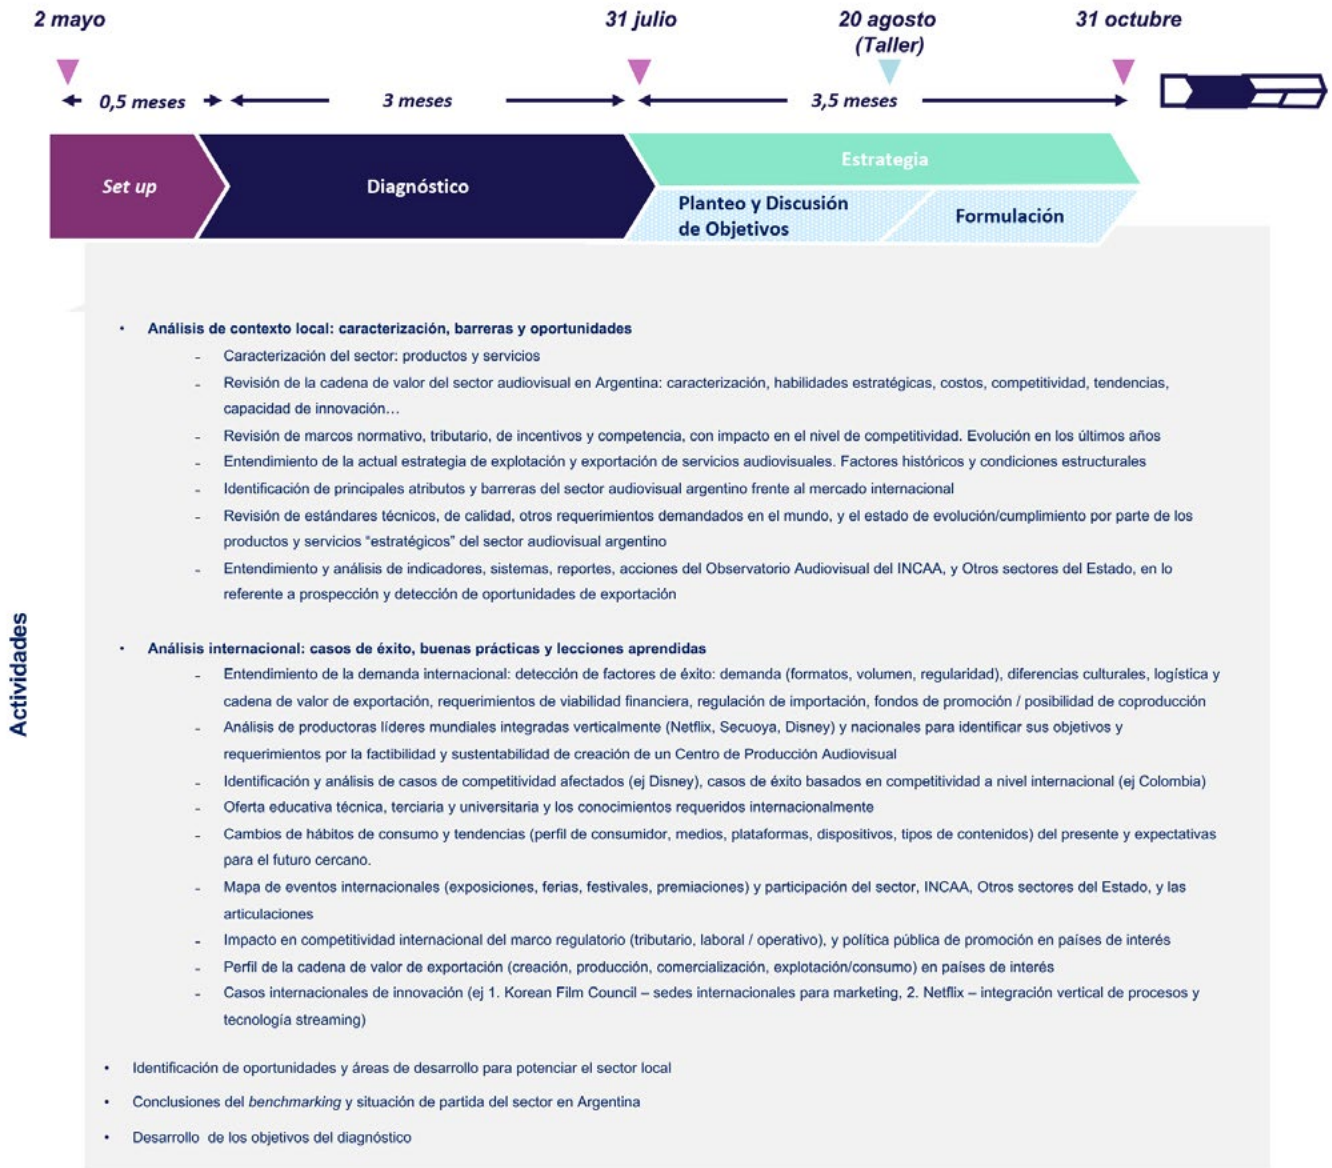 2 mayo
31 julio
20 agosto
(Taller)
31 octubre
0,5 meses
3 meses
3,5 meses
Set up
Diagnóstico
Estrategia
Planteo y Discusión
de Objetivos
Formulación
Actividades
• Análisis de contexto local: caracterización, barreras y oportunidades
- Caracterización del sector: productos y servicios
- Revisión de la cadena de valor del sector audiovisual en Argentina: caracterización, habilidades estratégicas, costos, competitividad, tendencias,
capacidad de innovación…
- Revisión de marcos normativo, tributario, de incentivos y competencia, con impacto en el nivel de competitividad. Evolución en los últimos años
- Entendimiento de la actual estrategia de explotación y exportación de servicios audiovisuales. Factores históricos y condiciones estructurales
- Identificación de principales atributos y barreras del sector audiovisual argentino frente al mercado internacional
- Revisión de estándares técnicos, de calidad, otros requerimientos demandados en el mundo, y el estado de evolución/cumplimiento por parte de los
productos y servicios “estratégicos” del sector audiovisual argentino
- Entendimiento y análisis de indicadores, sistemas, reportes, acciones del Observatorio Audiovisual del INCAA, y Otros sectores del Estado, en lo
referente a prospección y detección de oportunidades de exportación
• Análisis internacional: casos de éxito, buenas prácticas y lecciones aprendidas
- Entendimiento de la demanda internacional: detección de factores de éxito: demanda (formatos, volumen, regularidad), diferencias culturales, logística y
cadena de valor de exportación, requerimientos de viabilidad financiera, regulación de importación, fondos de promoción / posibilidad de coproducción
- Análisis de productoras líderes mundiales integradas verticalmente (Netflix, Secuoya, Disney) y nacionales para identificar sus objetivos y
requerimientos por la factibilidad y sustentabilidad de creación de un Centro de Producción Audiovisual
- Identificación y análisis de casos de competitividad afectados (ej Disney), casos de éxito basados en competitividad a nivel internacional (ej Colombia)
- Oferta educativa técnica, terciaria y universitaria y los conocimientos requeridos internacionalmente
- Cambios de hábitos de consumo y tendencias (perfil de consumidor, medios, plataformas, dispositivos, tipos de contenidos) del presente y expectativas
para el futuro cercano.
- Mapa de eventos internacionales (exposiciones, ferias, festivales, premiaciones) y participación del sector, INCAA, Otros sectores del Estado, y las
articulaciones
- Impacto en competitividad internacional del marco regulatorio (tributario, laboral / operativo), y política pública de promoción en países de interés
- Perfil de la cadena de valor de exportación (creación, producción, comercialización, explotación/consumo) en países de interés
- Casos internacionales de innovación (ej 1. Korean Film Council – sedes internacionales para marketing, 2. Netflix – integración vertical de procesos y
tecnología streaming)
• Identificación de oportunidades y áreas de desarrollo para potenciar el sector local
• Conclusiones del benchmarking y situación de partida del sector en Argentina
• Desarrollo de los objetivos del diagnóstico